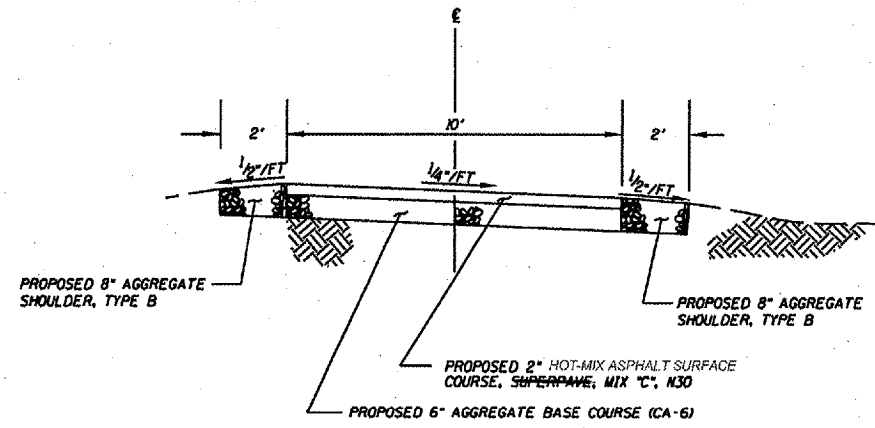 ℄
2'
10'
2'
1/2"/FT
1/4"/FT
1/2"/FT
PROPOSED 8" AGGREGATE
SHOULDER, TYPE B
PROPOSED 8" AGGREGATE
SHOULDER, TYPE B
PROPOSED 2" HOT-MIX ASPHALT SURFACE
COURSE, SUPERPAVE, MIX "C", N30
PROPOSED 6" AGGREGATE BASE COURSE (CA-6)